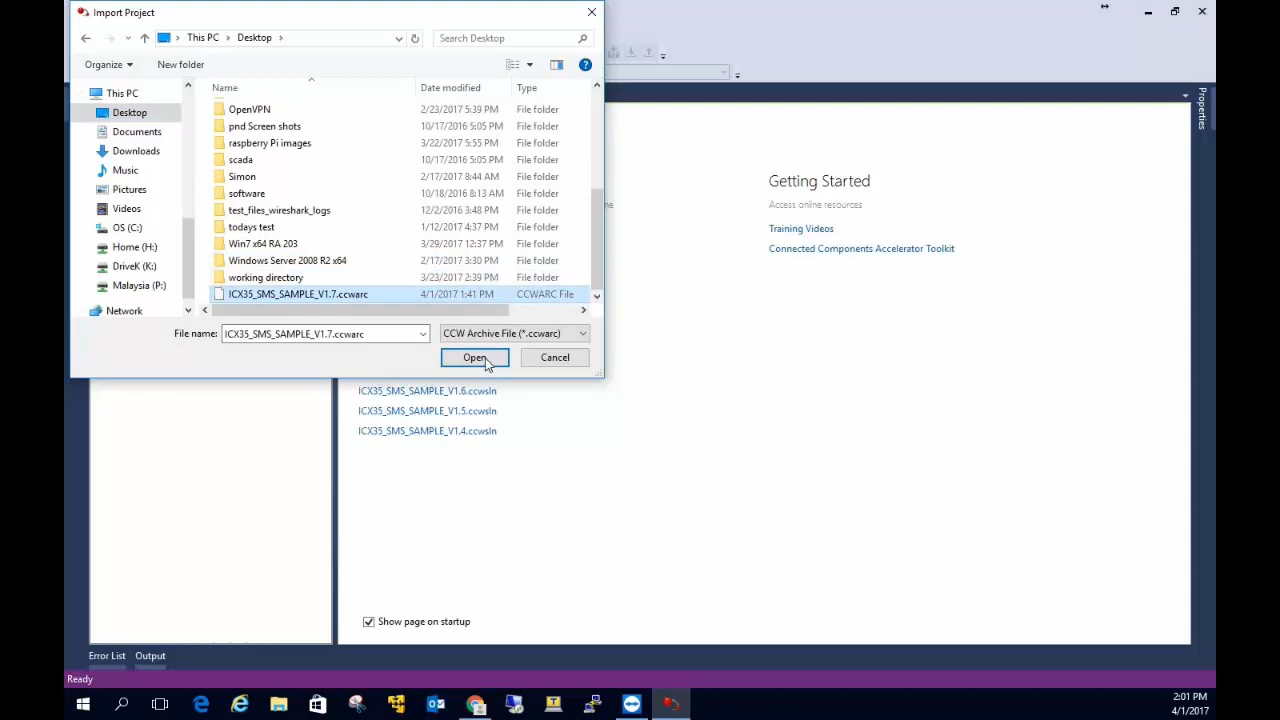 Import Project
This PC
Desktop
Search Desktop
Organize
New folder
This PC
Desktop
Documents
Downloads
Music
Pictures
Videos
OS (C:)
Home (H:)
DriveK (K:)
Malaysia (P:)
Network
Name Date modified Type
OpenVPN 2/23/2017 5:39 PM File folder
pnd Screen shots 10/17/2016 5:05 PM File folder
raspberry Pi images 3/22/2017 5:55 PM File folder
scada 10/17/2016 5:05 PM File folder
Simon 2/17/2017 8:44 AM File folder
software 10/18/2016 8:13 AM File folder
test_files_wireshark_logs 12/2/2016 3:48 PM File folder
todays test 1/12/2017 4:37 PM File folder
Win7 x64 RA 203 3/29/2017 12:37 PM File folder
Windows Server 2008 R2 x64 2/17/2017 3:30 PM File folder
working directory 3/23/2017 2:39 PM File folder
ICX35_SMS_SAMPLE_V1.7.ccwarc 4/1/2017 1:41 PM CCWARC File
File name: ICX35_SMS_SAMPLE_V1.7.ccwarc CCW Archive File (*.ccwarc)
Open Cancel
Properties
Getting Started
Access online resources
Training Videos
Connected Components Accelerator Toolkit
ICX35_SMS_SAMPLE_V1.6.ccwsln
ICX35_SMS_SAMPLE_V1.5.ccwsln
ICX35_SMS_SAMPLE_V1.4.ccwsln
Show page on startup
Error List Output
Ready
2:01 PM
4/1/2017